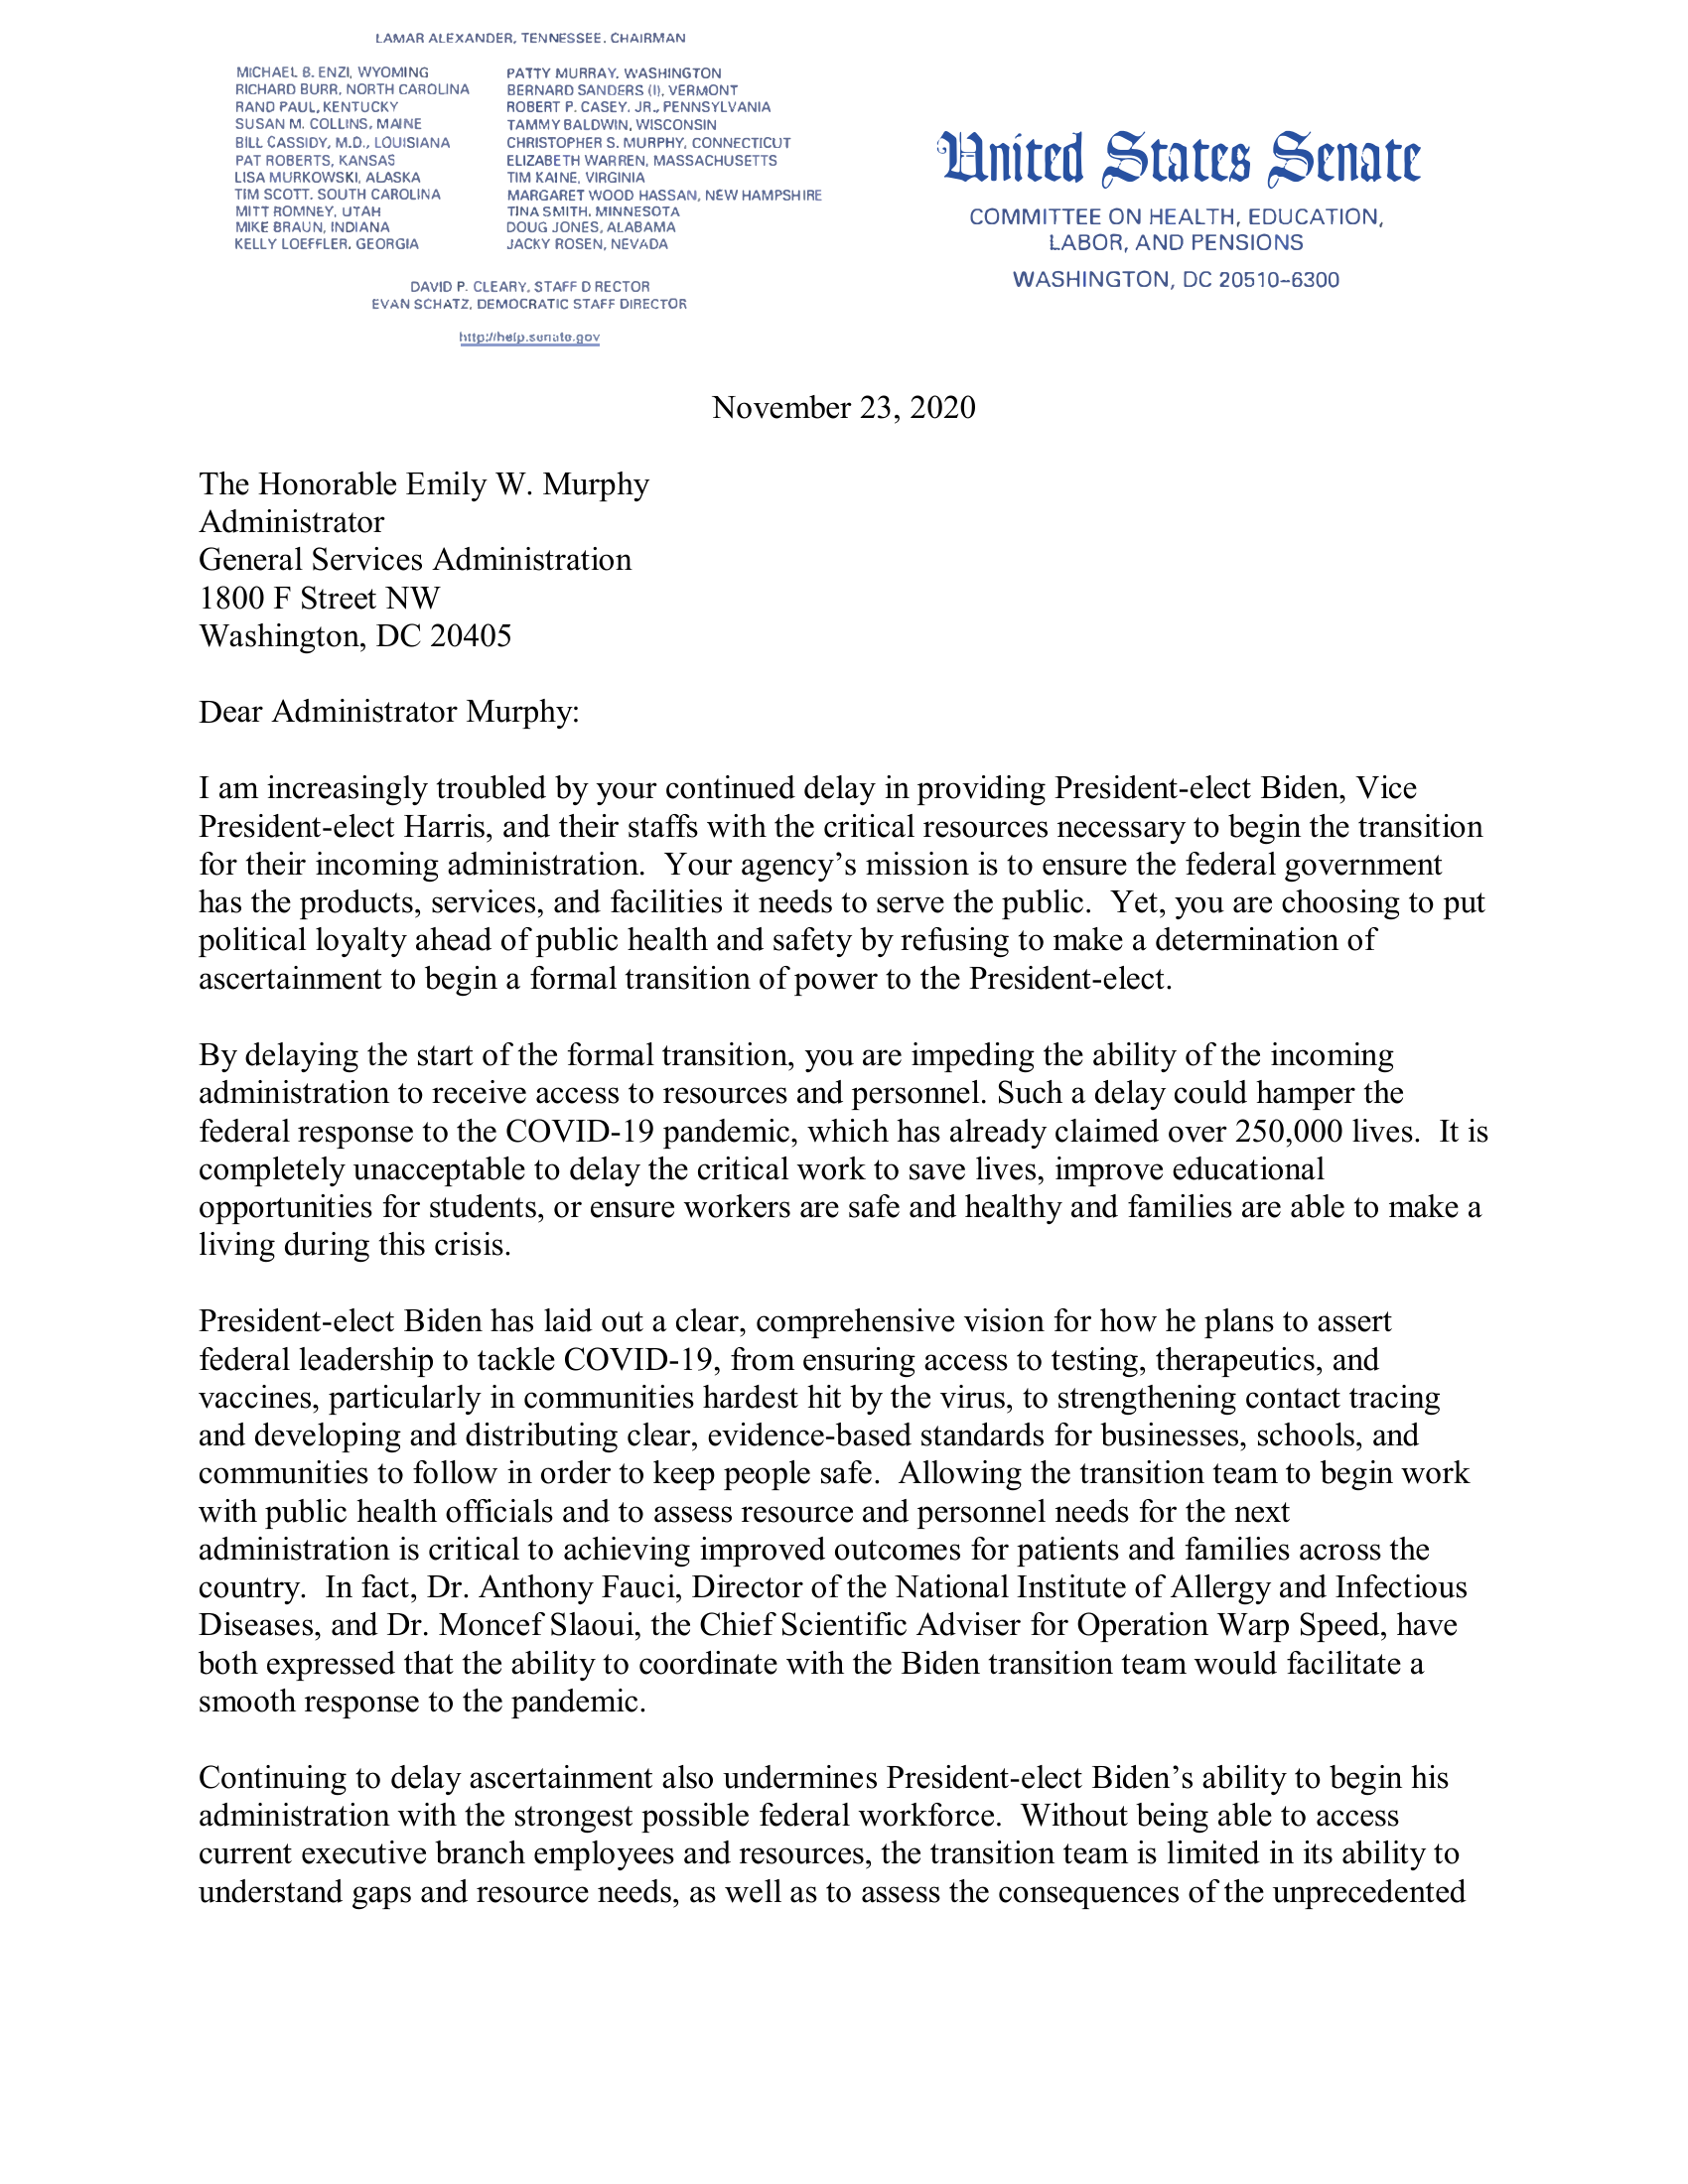 LAMAR ALEXANDER, TENNESSEE, CHAIRMAN
MICHAEL B. ENZI, WYOMING
RICHARD BURR, NORTH CAROLINA
RAND PAUL, KENTUCKY
SUSAN M. COLLINS, MAINE
BILL CASSIDY, M.D., LOUISIANA
PAT ROBERTS, KANSAS
LISA MURKOWSKI, ALASKA
TIM SCOTT, SOUTH CAROLINA
MITT ROMNEY, UTAH
MIKE BRAUN, INDIANA
KELLY LOEFFLER, GEORGIA
PATTY MURRAY, WASHINGTON
BERNARD SANDERS (I), VERMONT
ROBERT P. CASEY, JR., PENNSYLVANIA
TAMMY BALDWIN, WISCONSIN
CHRISTOPHER S. MURPHY, CONNECTICUT
ELIZABETH WARREN, MASSACHUSETTS
TIM KAINE, VIRGINIA
MARGARET WOOD HASSAN, NEW HAMPSHIRE
TINA SMITH, MINNESOTA
DOUG JONES, ALABAMA
JACKY ROSEN, NEVADA
DAVID P. CLEARY, STAFF D RECTOR
EVAN SCHATZ, DEMOCRATIC STAFF DIRECTOR
http://help.senate.gov
United States Senate
COMMITTEE ON HEALTH, EDUCATION,
LABOR, AND PENSIONS
WASHINGTON, DC 20510–6300
November 23, 2020
The Honorable Emily W. Murphy
Administrator
General Services Administration
1800 F Street NW
Washington, DC 20405
Dear Administrator Murphy:
I am increasingly troubled by your continued delay in providing President-elect Biden, Vice
President-elect Harris, and their staffs with the critical resources necessary to begin the transition
for their incoming administration.  Your agency’s mission is to ensure the federal government
has the products, services, and facilities it needs to serve the public.  Yet, you are choosing to put
political loyalty ahead of public health and safety by refusing to make a determination of
ascertainment to begin a formal transition of power to the President-elect.
By delaying the start of the formal transition, you are impeding the ability of the incoming
administration to receive access to resources and personnel. Such a delay could hamper the
federal response to the COVID-19 pandemic, which has already claimed over 250,000 lives.  It is
completely unacceptable to delay the critical work to save lives, improve educational
opportunities for students, or ensure workers are safe and healthy and families are able to make a
living during this crisis.
President-elect Biden has laid out a clear, comprehensive vision for how he plans to assert
federal leadership to tackle COVID-19, from ensuring access to testing, therapeutics, and
vaccines, particularly in communities hardest hit by the virus, to strengthening contact tracing
and developing and distributing clear, evidence-based standards for businesses, schools, and
communities to follow in order to keep people safe.  Allowing the transition team to begin work
with public health officials and to assess resource and personnel needs for the next
administration is critical to achieving improved outcomes for patients and families across the
country.  In fact, Dr. Anthony Fauci, Director of the National Institute of Allergy and Infectious
Diseases, and Dr. Moncef Slaoui, the Chief Scientific Adviser for Operation Warp Speed, have
both expressed that the ability to coordinate with the Biden transition team would facilitate a
smooth response to the pandemic.
Continuing to delay ascertainment also undermines President-elect Biden’s ability to begin his
administration with the strongest possible federal workforce.  Without being able to access
current executive branch employees and resources, the transition team is limited in its ability to
understand gaps and resource needs, as well as to assess the consequences of the unprecedented